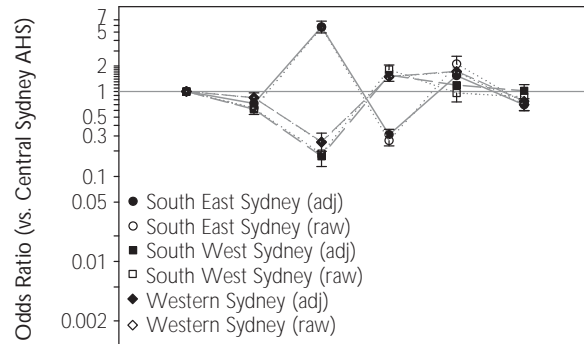 Odds Ratio (vs. Central Sydney AHS)
7
5
2
1
0.5
0.3
0.1
0.05
0.01
0.002
South East Sydney (adj)
South East Sydney (raw)
South West Sydney (adj)
South West Sydney (raw)
Western Sydney (adj)
Western Sydney (raw)